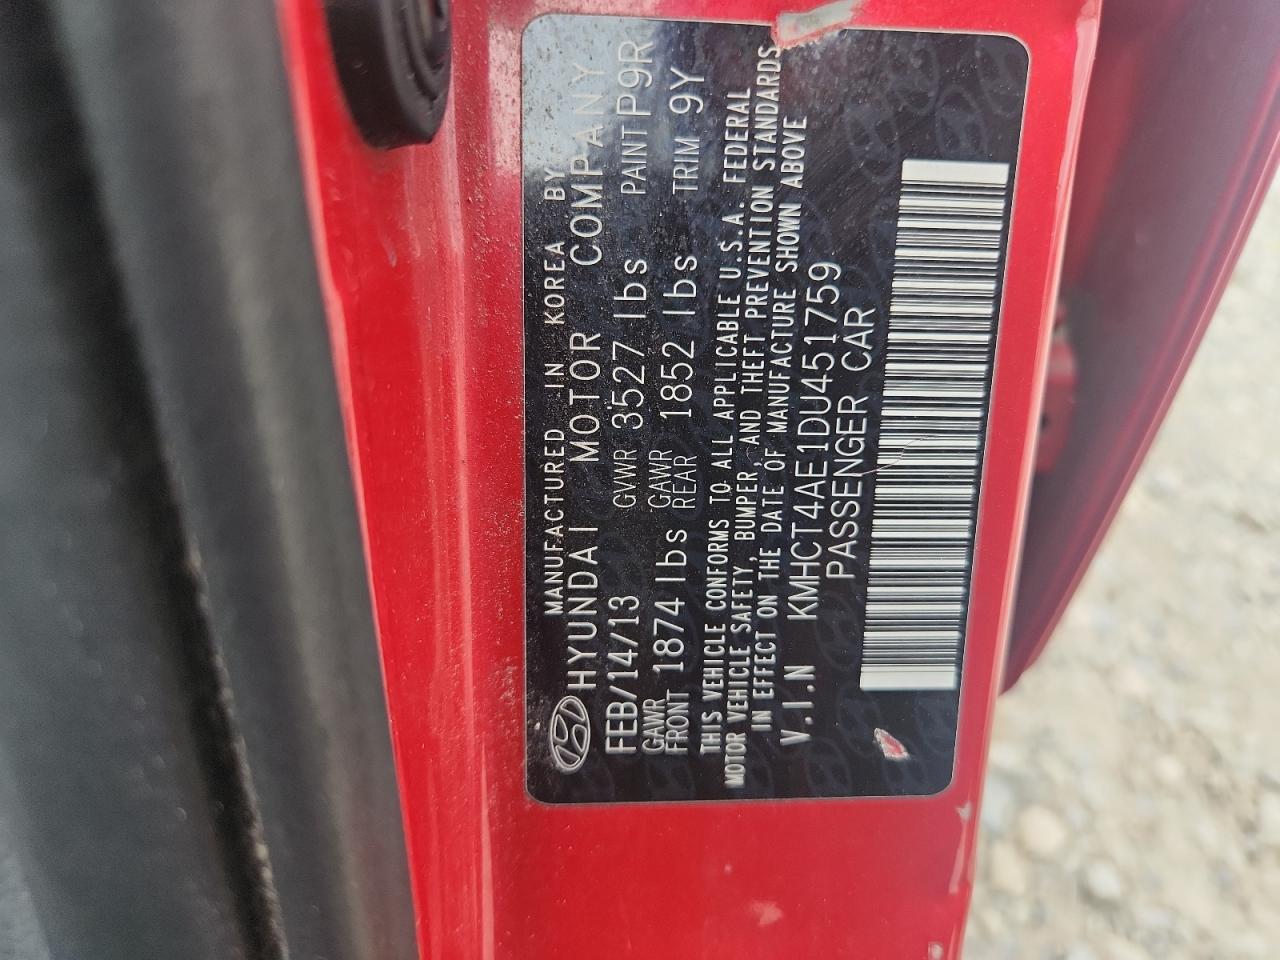 MANUFACTURED IN KOREA BY
HYUNDAI MOTOR COMPANY
FEB/14/13 GVWR 3527 lbs PAINT P9R
GAWR FRONT 1874 lbs GAWR REAR 1852 lbs TRIM 9Y
THIS VEHICLE CONFORMS TO ALL APPLICABLE U.S.A. FEDERAL
MOTOR VEHICLE SAFETY, BUMPER, AND THEFT PREVENTION STANDARDS
IN EFFECT ON THE DATE OF MANUFACTURE SHOWN ABOVE
V.I.N KMHCT4AE1DU451759
PASSENGER CAR